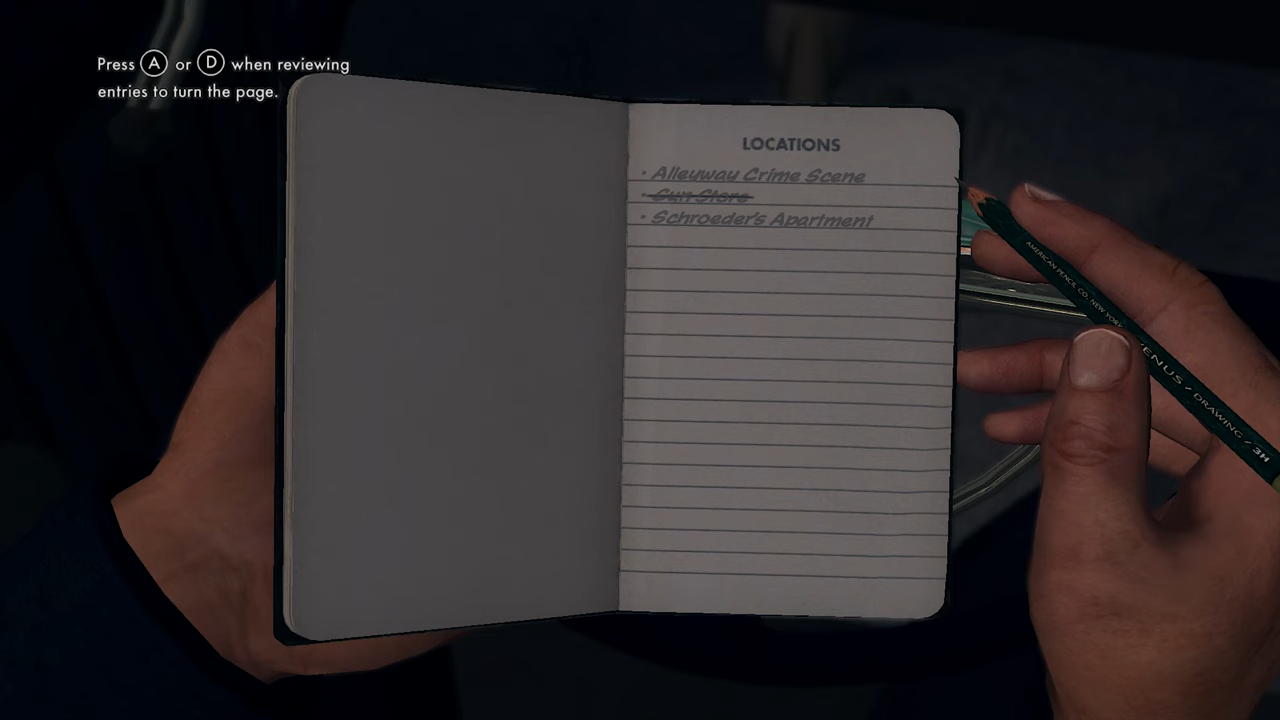 Press A or D when reviewing
entries to turn the page.
LOCATIONS
· Alleyway Crime Scene
· Gun Store
· Schroeder's Apartment
AMERICAN PENCIL CO. NEW YORK
VENUS / DRAWING / 3H